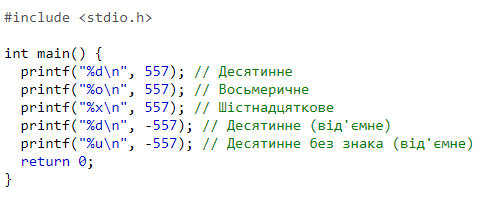 #include <stdio.h>

int main() {
  printf("%d\n", 557); // Десятинне
  printf("%o\n", 557); // Восьмеричне
  printf("%x\n", 557); // Шістнадцяткове
  printf("%d\n", -557); // Десятинне (від'ємне)
  printf("%u\n", -557); // Десятинне без знака (від'ємне)
  return 0;
}